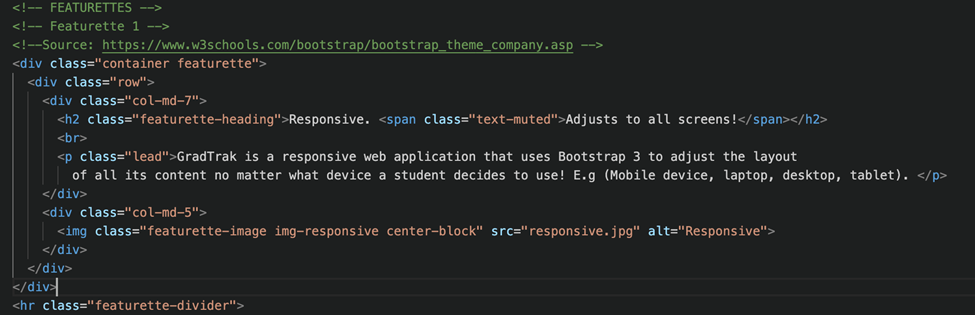 <!-- FEATURETTES -->
<!-- Featurette 1 -->
<!--Source: https://www.w3schools.com/bootstrap/bootstrap_theme_company.asp -->
<div class="container featurette">
<div class="row">
<div class="col-md-7">
<h2 class="featurette-heading">Responsive. <span class="text-muted">Adjusts to all screens!</span></h2>
<br>
<p class="lead">GradTrak is a responsive web application that uses Bootstrap 3 to adjust the layout
of all its content no matter what device a student decides to use! E.g (Mobile device, laptop, desktop, tablet). </p>
</div>
<div class="col-md-5">
<img class="featurette-image img-responsive center-block" src="responsive.jpg" alt="Responsive">
</div>
</div>
</div>
<hr class="featurette-divider">